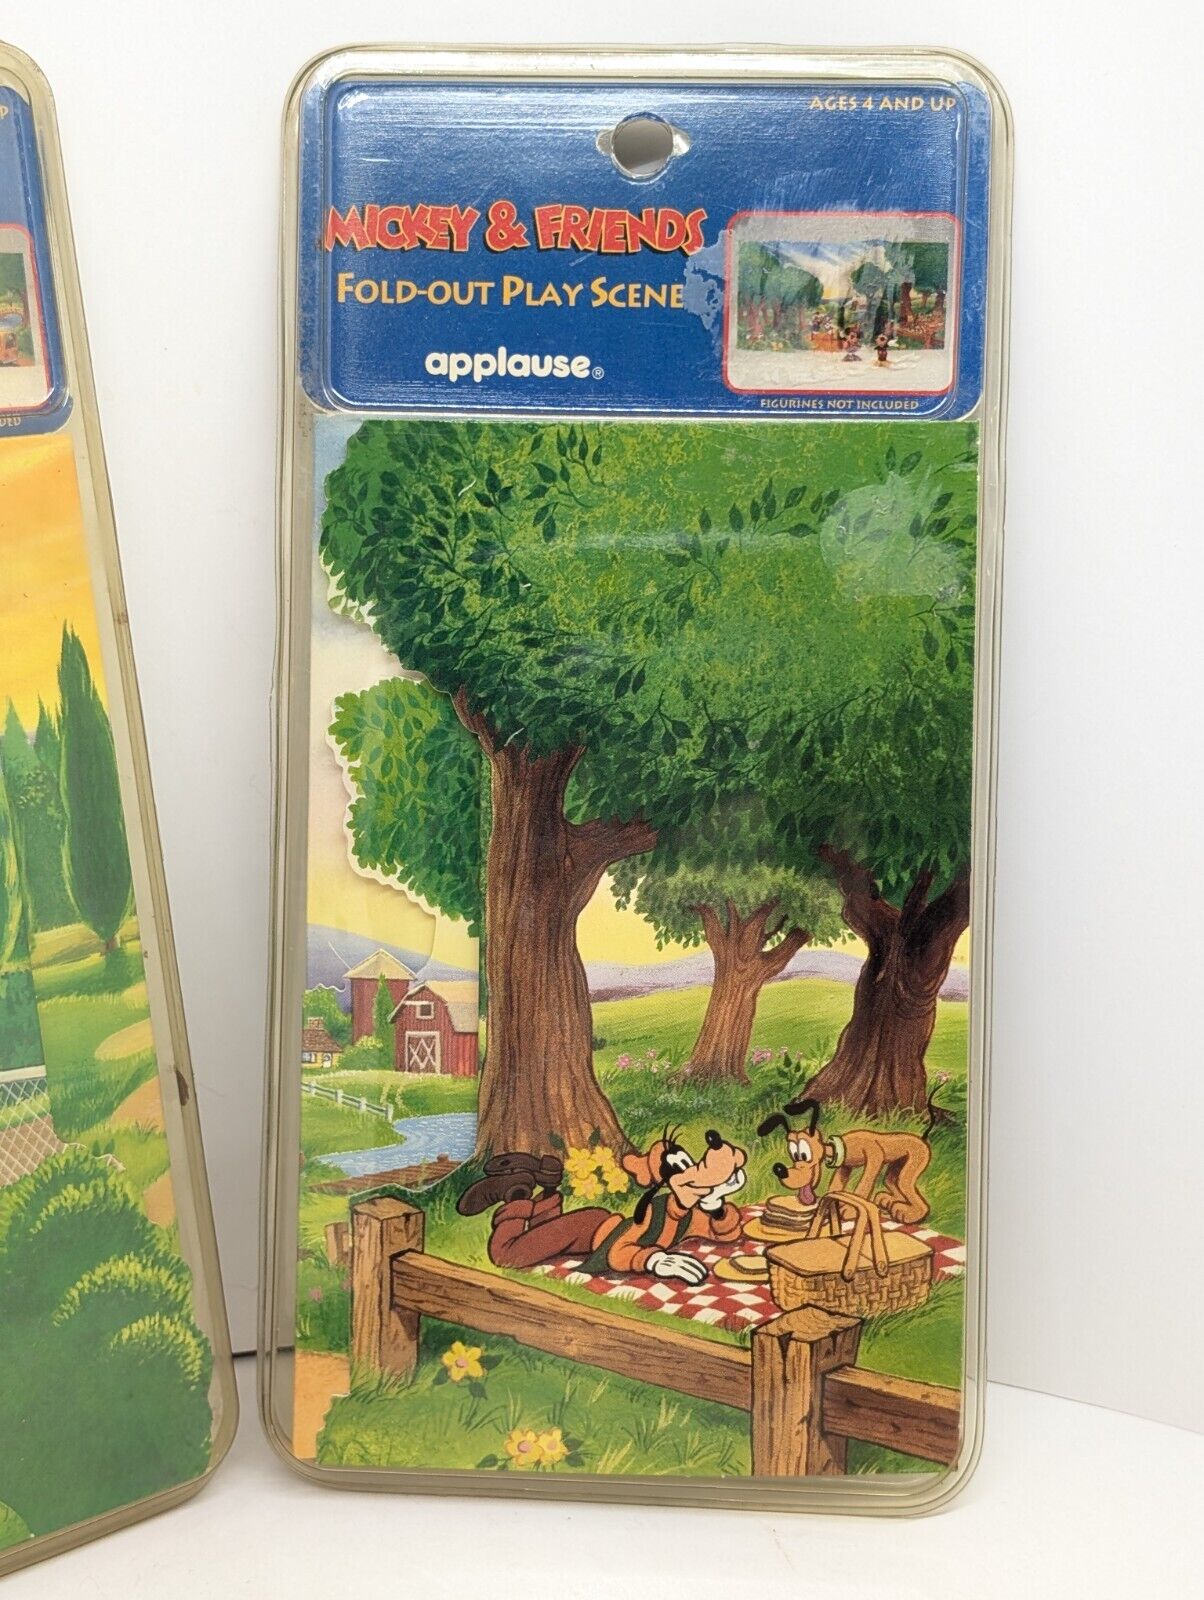 AGES 4 AND UP
MICKEY & FRIENDS
FOLD-OUT PLAY SCENE
applause®
FIGURINES NOT INCLUDED